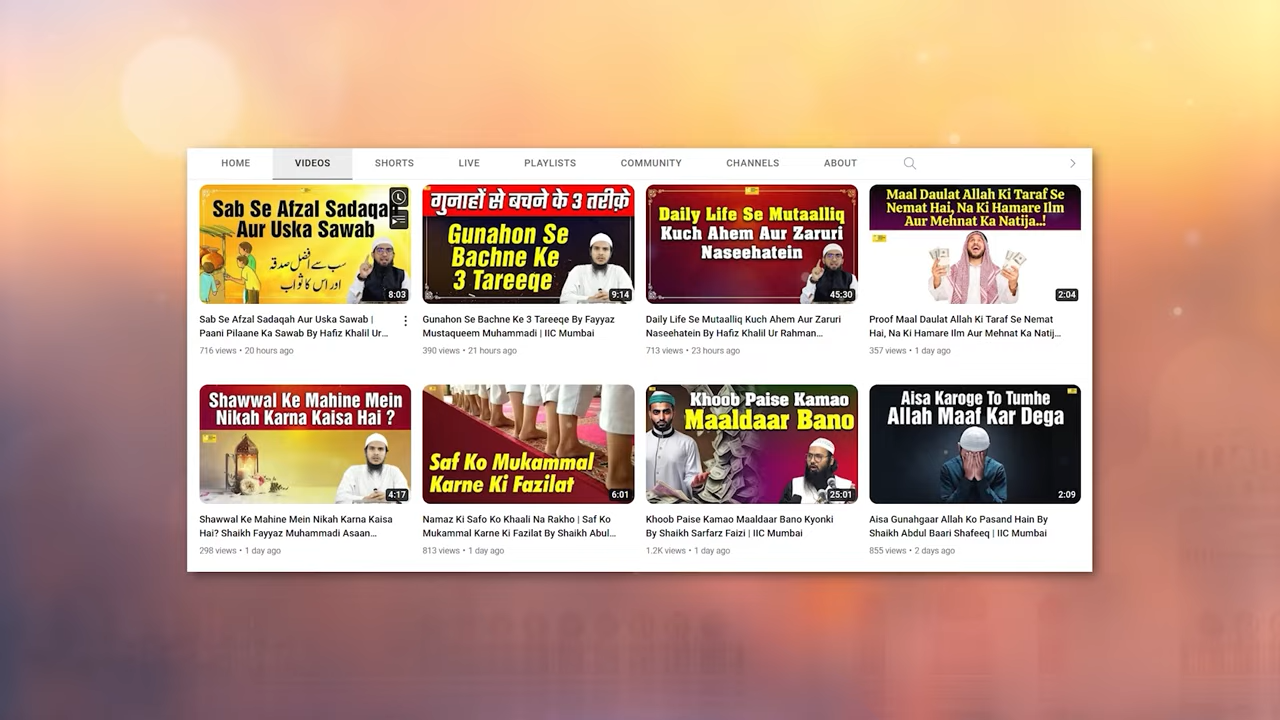 HOME VIDEOS SHORTS LIVE PLAYLISTS COMMUNITY CHANNELS ABOUT
Sab Se Afzal Sadaqa
Aur Uska Sawab
سب سے افضل صدقہ
اور اس کا ثواب
8:03
Sab Se Afzal Sadaqah Aur Uska Sawab |
Paani Pilaane Ka Sawab By Hafiz Khalil Ur...
716 views • 20 hours ago
गुनाहों से बचने के 3 तरीक़े
Gunahon Se
Bachne Ke
3 Tareeqe
9:14
Gunahon Se Bachne Ke 3 Tareeqe By Fayyaz
Mustaqueem Muhammadi | IIC Mumbai
390 views • 21 hours ago
Daily Life Se Mutaalliq
Kuch Ahem Aur Zaruri
Naseehatein
45:30
Daily Life Se Mutaalliq Kuch Ahem Aur Zaruri
Naseehatein By Hafiz Khalil Ur Rahman...
713 views • 23 hours ago
Maal Daulat Allah Ki Taraf Se
Nemat Hai, Na Ki Hamare Ilm
Aur Mehnat Ka Natija..!
2:04
Proof Maal Daulat Allah Ki Taraf Se Nemat
Hai, Na Ki Hamare Ilm Aur Mehnat Ka Natij...
357 views • 1 day ago
Shawwal Ke Mahine Mein
Nikah Karna Kaisa Hai ?
4:17
Shawwal Ke Mahine Mein Nikah Karna Kaisa
Hai? Shaikh Fayyaz Muhammadi Asaan...
298 views • 1 day ago
Saf Ko Mukammal
Karne Ki Fazilat
6:01
Namaz Ki Safo Ko Khaali Na Rakho | Saf Ko
Mukammal Karne Ki Fazilat By Shaikh Abul...
813 views • 1 day ago
Khoob Paise Kamao
Maaldaar Bano
25:01
Khoob Paise Kamao Maaldaar Bano Kyonki
By Shaikh Sarfarz Faizi | IIC Mumbai
1.2K views • 1 day ago
Aisa Karoge To Tumhe
Allah Maaf Kar Dega
2:09
Aisa Gunahgaar Allah Ko Pasand Hain By
Shaikh Abdul Baari Shafeeq | IIC Mumbai
855 views • 2 days ago